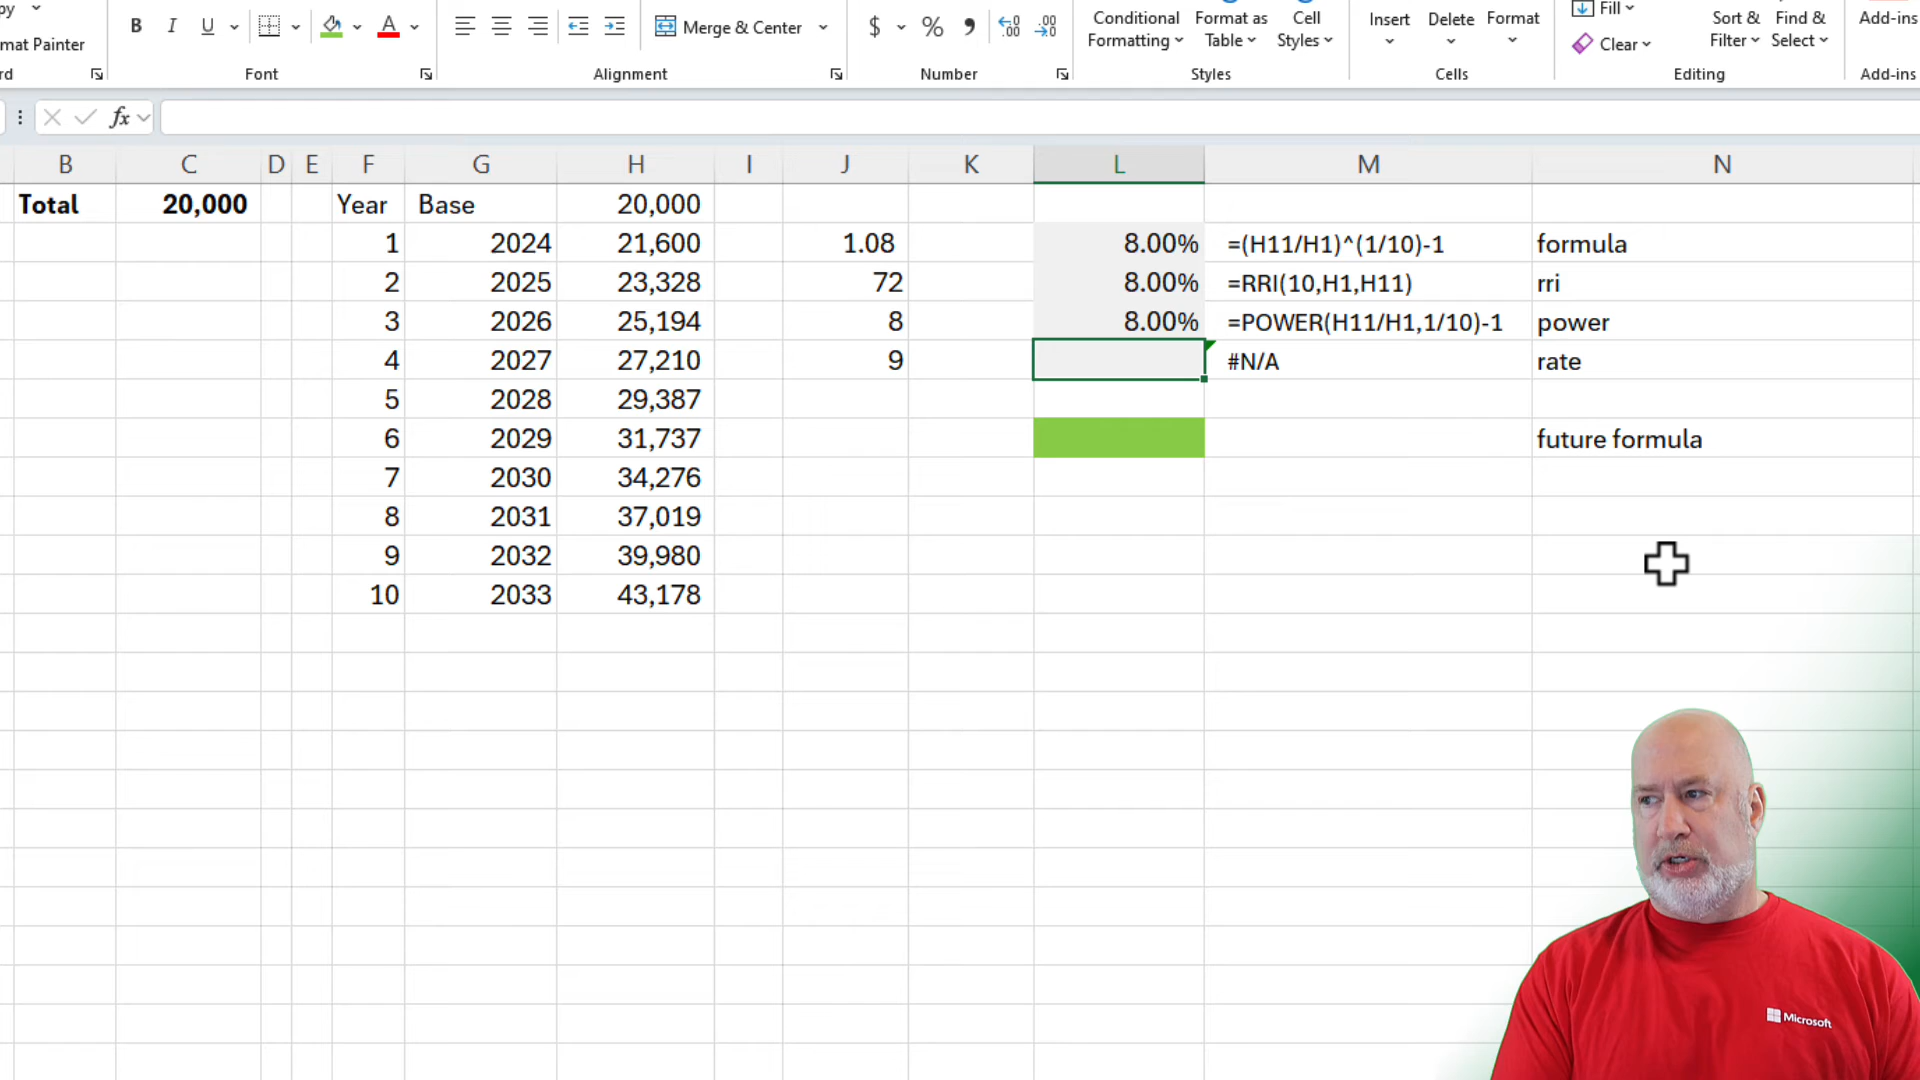 py
B I U
Merge & Center
$ % ,
Conditional Formatting
Format as Table
Cell Styles
Insert
Delete
Format
Fill
Clear
Sort & Filter
Find & Select
Add-ins
mat Painter
rd
Font
Alignment
Number
Styles
Cells
Editing
Add-ins
fx
B C D E F G H I J K L M N
Total 20,000 Year Base 20,000
1 2024 21,600 1.08 8.00% =(H11/H1)^(1/10)-1 formula
2 2025 23,328 72 8.00% =RRI(10,H1,H11) rri
3 2026 25,194 8 8.00% =POWER(H11/H1,1/10)-1 power
4 2027 27,210 9 #N/A rate
5 2028 29,387
6 2029 31,737 future formula
7 2030 34,276
8 2031 37,019
9 2032 39,980
10 2033 43,178
Microsoft